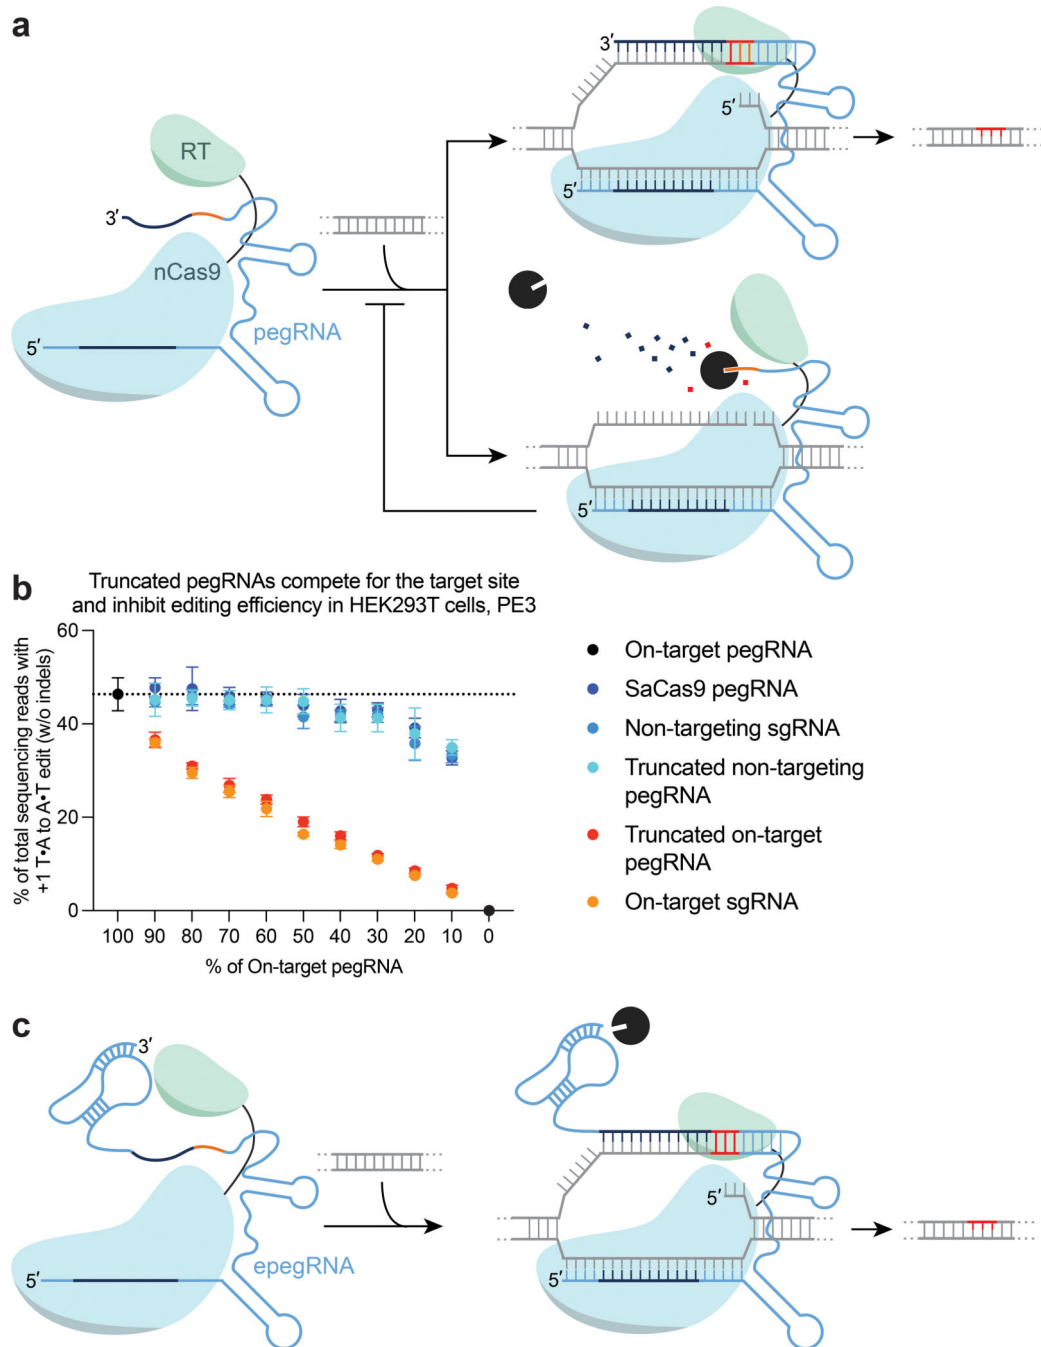 a
3′
5′
RT
3′
nCas9
pegRNA
5′
5′
5′
b
Truncated pegRNAs compete for the target site
and inhibit editing efficiency in HEK293T cells, PE3
% of total sequencing reads with
+1 T•A to A•T edit (w/o indels)
60
40
20
0
100 90 80 70 60 50 40 30 20 10 0
% of On-target pegRNA
On-target pegRNA
SaCas9 pegRNA
Non-targeting sgRNA
Truncated non-targeting
pegRNA
Truncated on-target
pegRNA
On-target sgRNA
c
3′
5′
epegRNA
5′
5′